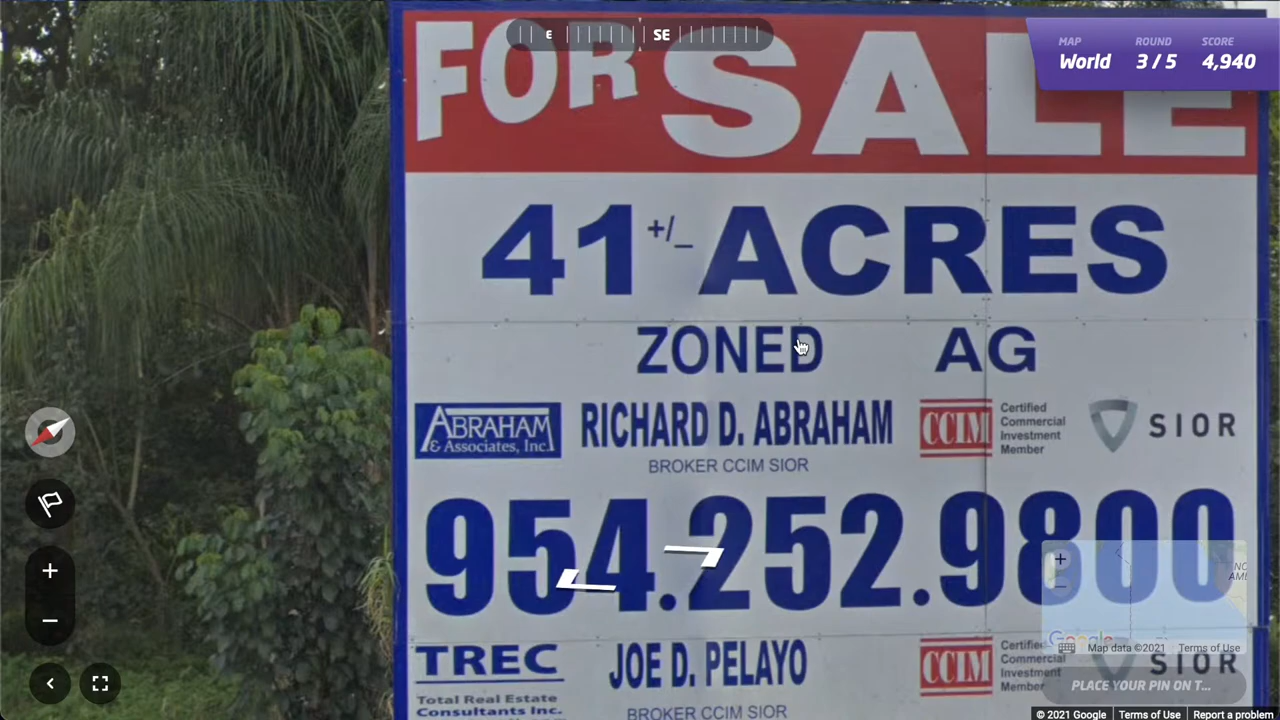 E SE
MAP ROUND SCORE
World 3 / 5 4,940
FOR SALE
41 +/_ ACRES
ZONED AG
ABRAHAM
& Associates, Inc.
RICHARD D. ABRAHAM
BROKER CCIM SIOR
CCIM
Certified
Commercial
Investment
Member
SIOR
954.252.9800
TREC
Total Real Estate
Consultants Inc.
JOE D. PELAYO
BROKER CCIM SIOR
CCIM
Certified
Commercial
Investment
Member
SIOR
+
−
Google
Map data ©2021 Terms of Use
PLACE YOUR PIN ON T...
+
−
© 2021 Google Terms of Use Report a problem